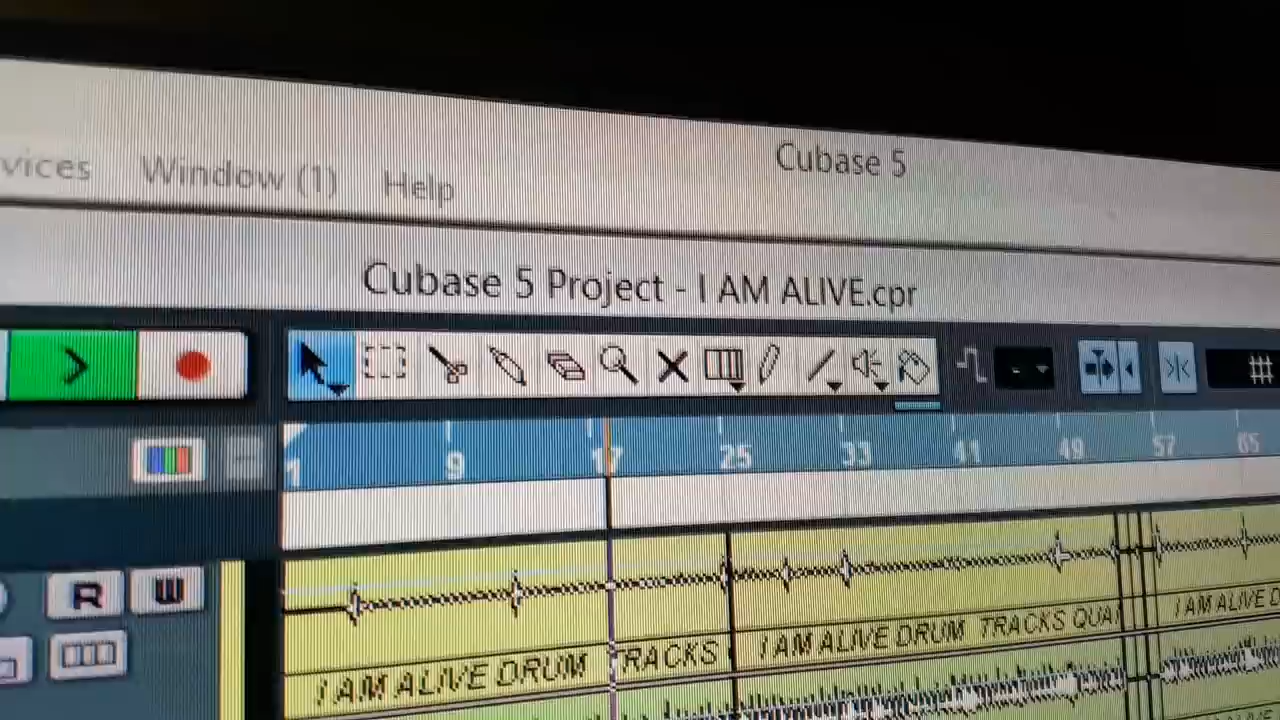 Cubase 5
vices Window (1) Help
Cubase 5 Project - I AM ALIVE.cpr
1 9 17 25 33 41 49 57 65
R W
I AM ALIVE DRUM TRACKS I AM ALIVE DRUM TRACKS QUA I AM ALIVE D